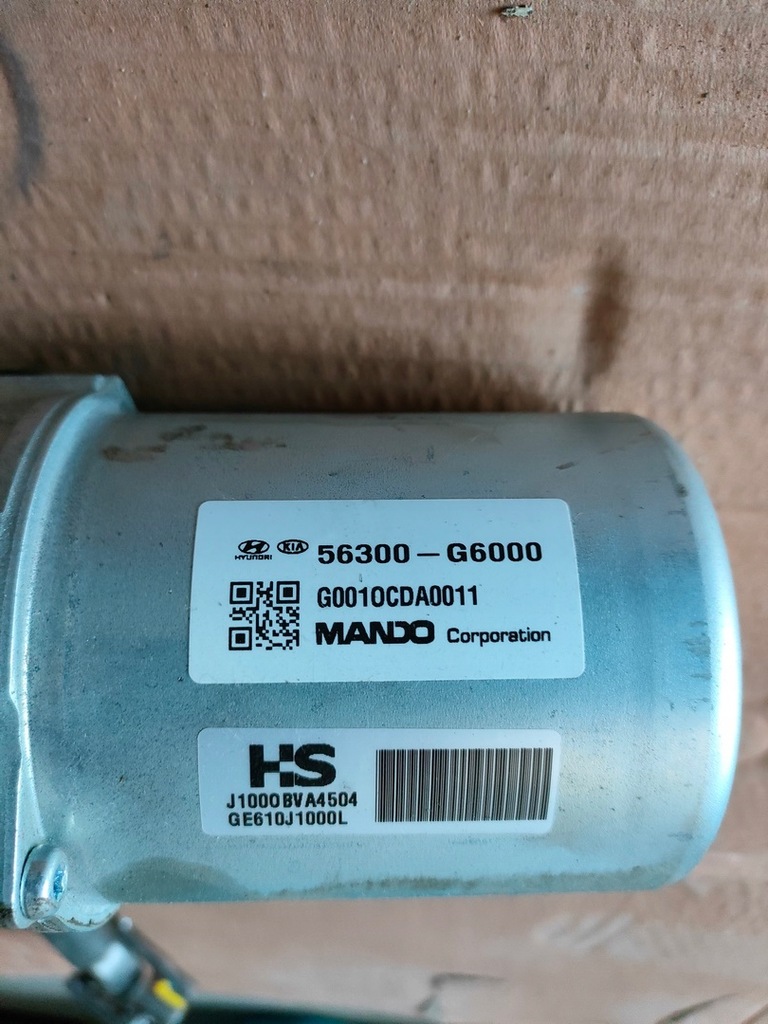 HYUNDAI KIA 56300-G6000
G0010CDA0011
MANDO Corporation
HS
J1000BVA4504
GE610J1000L